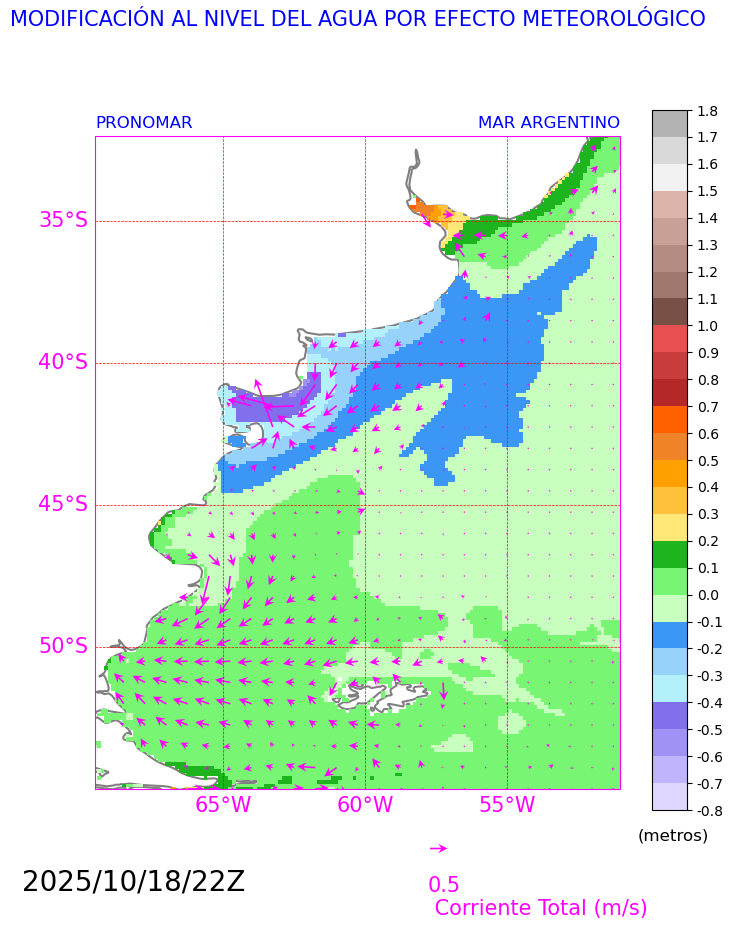 MODIFICACIÓN AL NIVEL DEL AGUA POR EFECTO METEOROLÓGICO
PRONOMAR MAR ARGENTINO
35°S
40°S
45°S
50°S
65°W 60°W 55°W
1.8
1.7
1.6
1.5
1.4
1.3
1.2
1.1
1.0
0.9
0.8
0.7
0.6
0.5
0.4
0.3
0.2
0.1
0.0
-0.1
-0.2
-0.3
-0.4
-0.5
-0.6
-0.7
-0.8
(metros)
2025/10/18/22Z
0.5
Corriente Total (m/s)